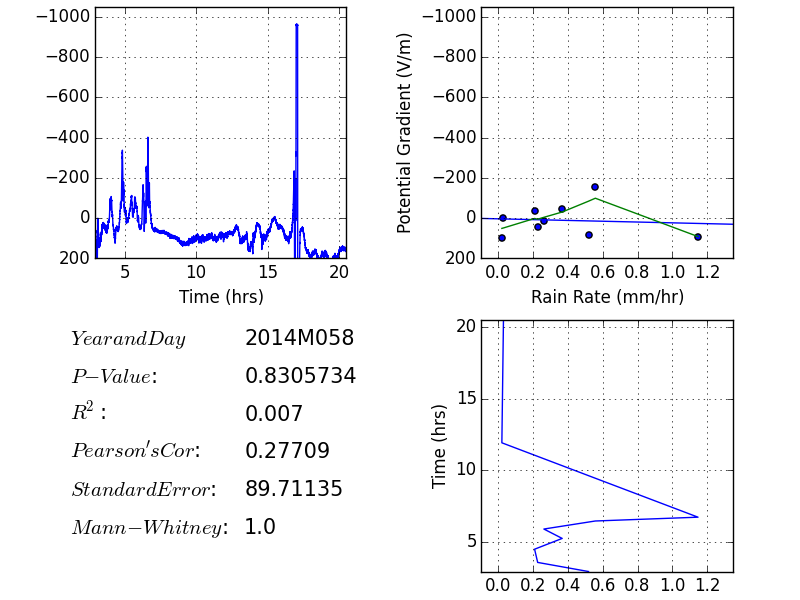 −1000
−800
−600
−400
−200
0
200
5 10 15 20
Time (hrs)
Potential Gradient (V/m)
−1000
−800
−600
−400
−200
0
200
0.0 0.2 0.4 0.6 0.8 1.0 1.2
Rain Rate (mm/hr)
YearandDay 2014M058
P−Value: 0.8305734
R²: 0.007
Pearson'sCor: 0.27709
StandardError: 89.71135
Mann−Whitney: 1.0
Time (hrs)
20
15
10
5
0.0 0.2 0.4 0.6 0.8 1.0 1.2